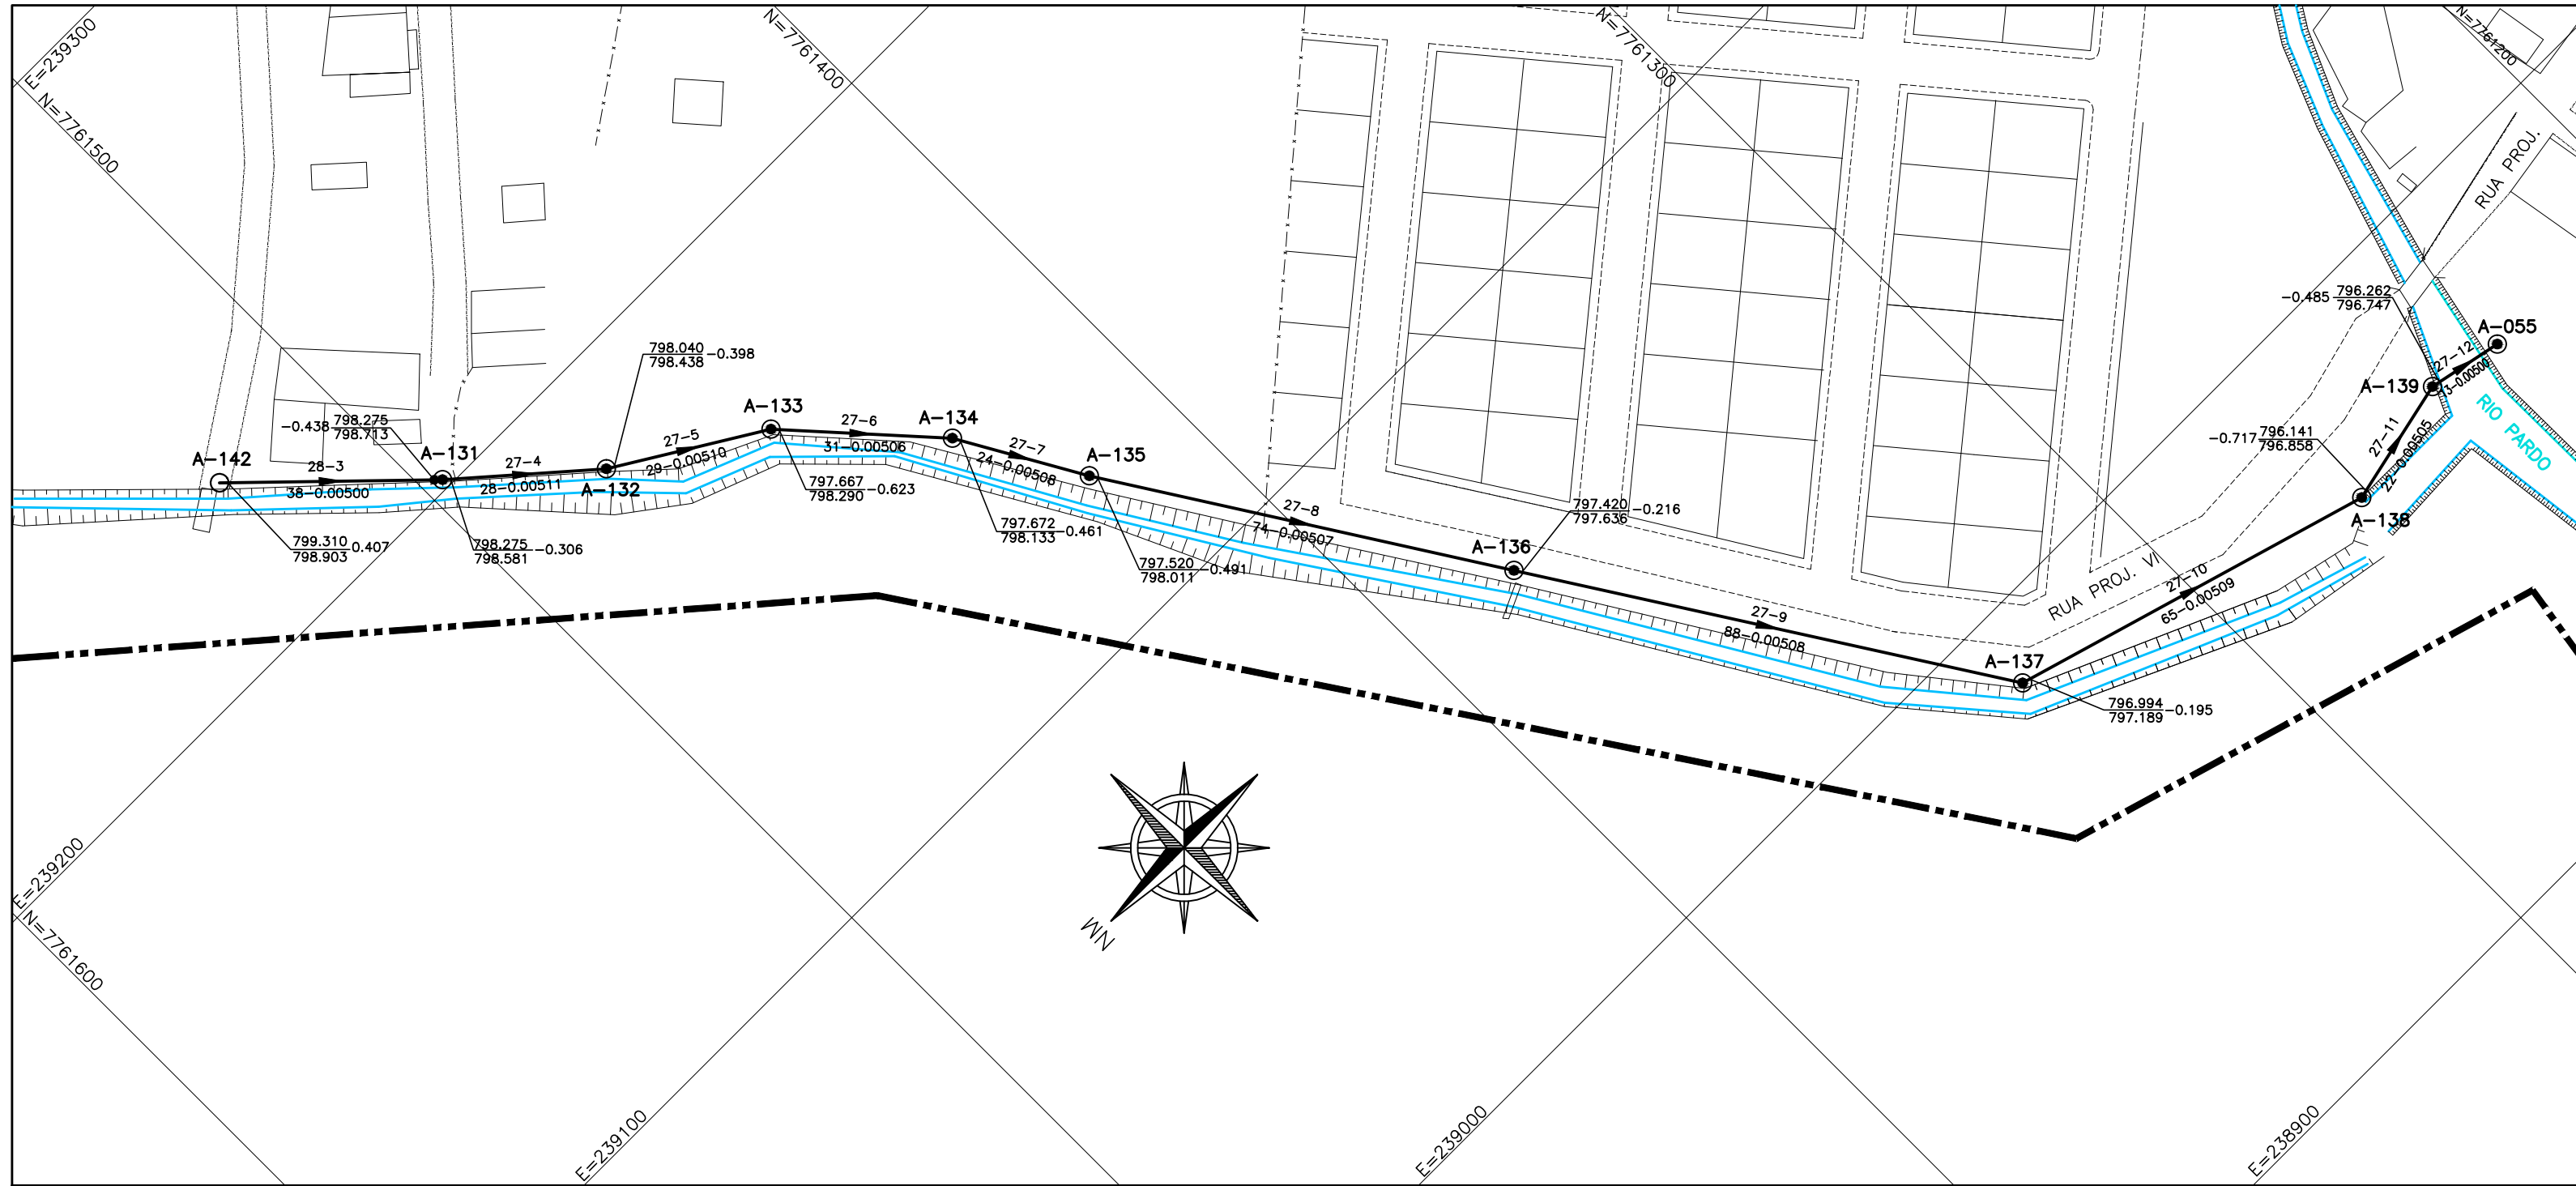 E=239300
N=7761500
N=7761400
N=7761300
N=7761200
RUA PROJ.
-0.485
796.262
796.747
A-055
27-12
13-0.00500
A-139
RIO PARDO
27-11
22-0.00505
-0.717
796.141
796.858
A-138
798.040
798.438
-0.398
A-133
27-6
31-0.00506
A-134
27-7
24-0.00508
A-135
27-5
29-0.00510
-0.438
798.275
798.713
A-142
28-3
38-0.00500
A-131
27-4
28-0.00511
A-132
797.667
798.290
-0.623
797.672
798.133
-0.461
27-8
74-0.00507
797.420
797.636
-0.216
799.310
798.903
0.407
798.275
798.581
-0.306
797.520
798.011
-0.491
A-136
27-9
88-0.00508
RUA PROJ. VI
27-10
65-0.00509
A-137
796.994
797.189
-0.195
E=239200
N=7761600
NM
E=239100
E=239000
E=238900